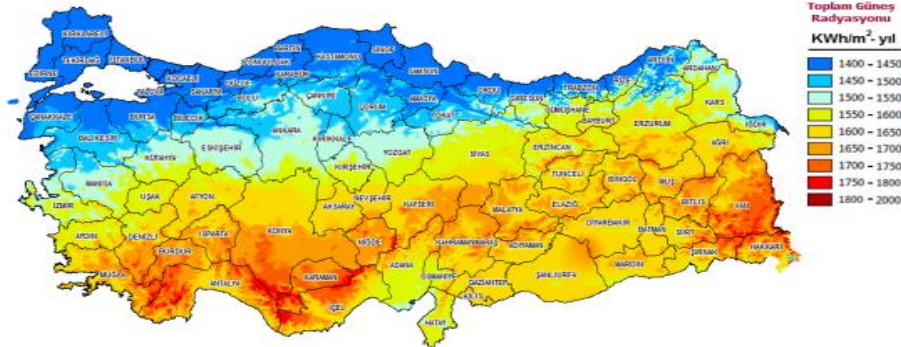 Toplam Güneş
Radyasyonu
KWh/m²- yıl
1400 - 1450
1450 - 1500
1500 - 1550
1550 - 1600
1600 - 1650
1650 - 1700
1700 - 1750
1750 - 1800
1800 - 2000
KIRKLARELİ
TEKİRDAĞ
İSTANBUL
EDİRNE
KOCAELİ
YALOVA
SAKARYA
DÜZCE
BOLU
ZONGULDAK
BARTIN
KARABÜK
KASTAMONU
SİNOP
SAMSUN
ÇANKIRI
ÇORUM
AMASYA
TOKAT
ORDU
GİRESUN
TRABZON
GÜMÜŞHANE
BAYBURT
RİZE
ARTVİN
ARDAHAN
KARS
IĞDIR
ERZURUM
AĞRI
ÇANAKKALE
BALIKESİR
BURSA
BİLECİK
ESKİŞEHİR
KÜTAHYA
ANKARA
KIRIKKALE
KIRŞEHİR
YOZGAT
SİVAS
ERZİNCAN
TUNCELİ
BİNGÖL
MUŞ
BİTLİS
VAN
MANİSA
İZMİR
UŞAK
AFYON
AKSARAY
NEVŞEHİR
KAYSERİ
MALATYA
ELAZIĞ
DİYARBAKIR
BATMAN
SİİRT
ŞIRNAK
HAKKARİ
AYDIN
DENİZLİ
ISPARTA
BURDUR
KONYA
NİĞDE
KAHRAMANMARAŞ
ADIYAMAN
MUĞLA
ANTALYA
KARAMAN
İÇEL
ADANA
OSMANİYE
GAZİANTEP
KİLİS
ŞANLIURFA
MARDİN
HATAY